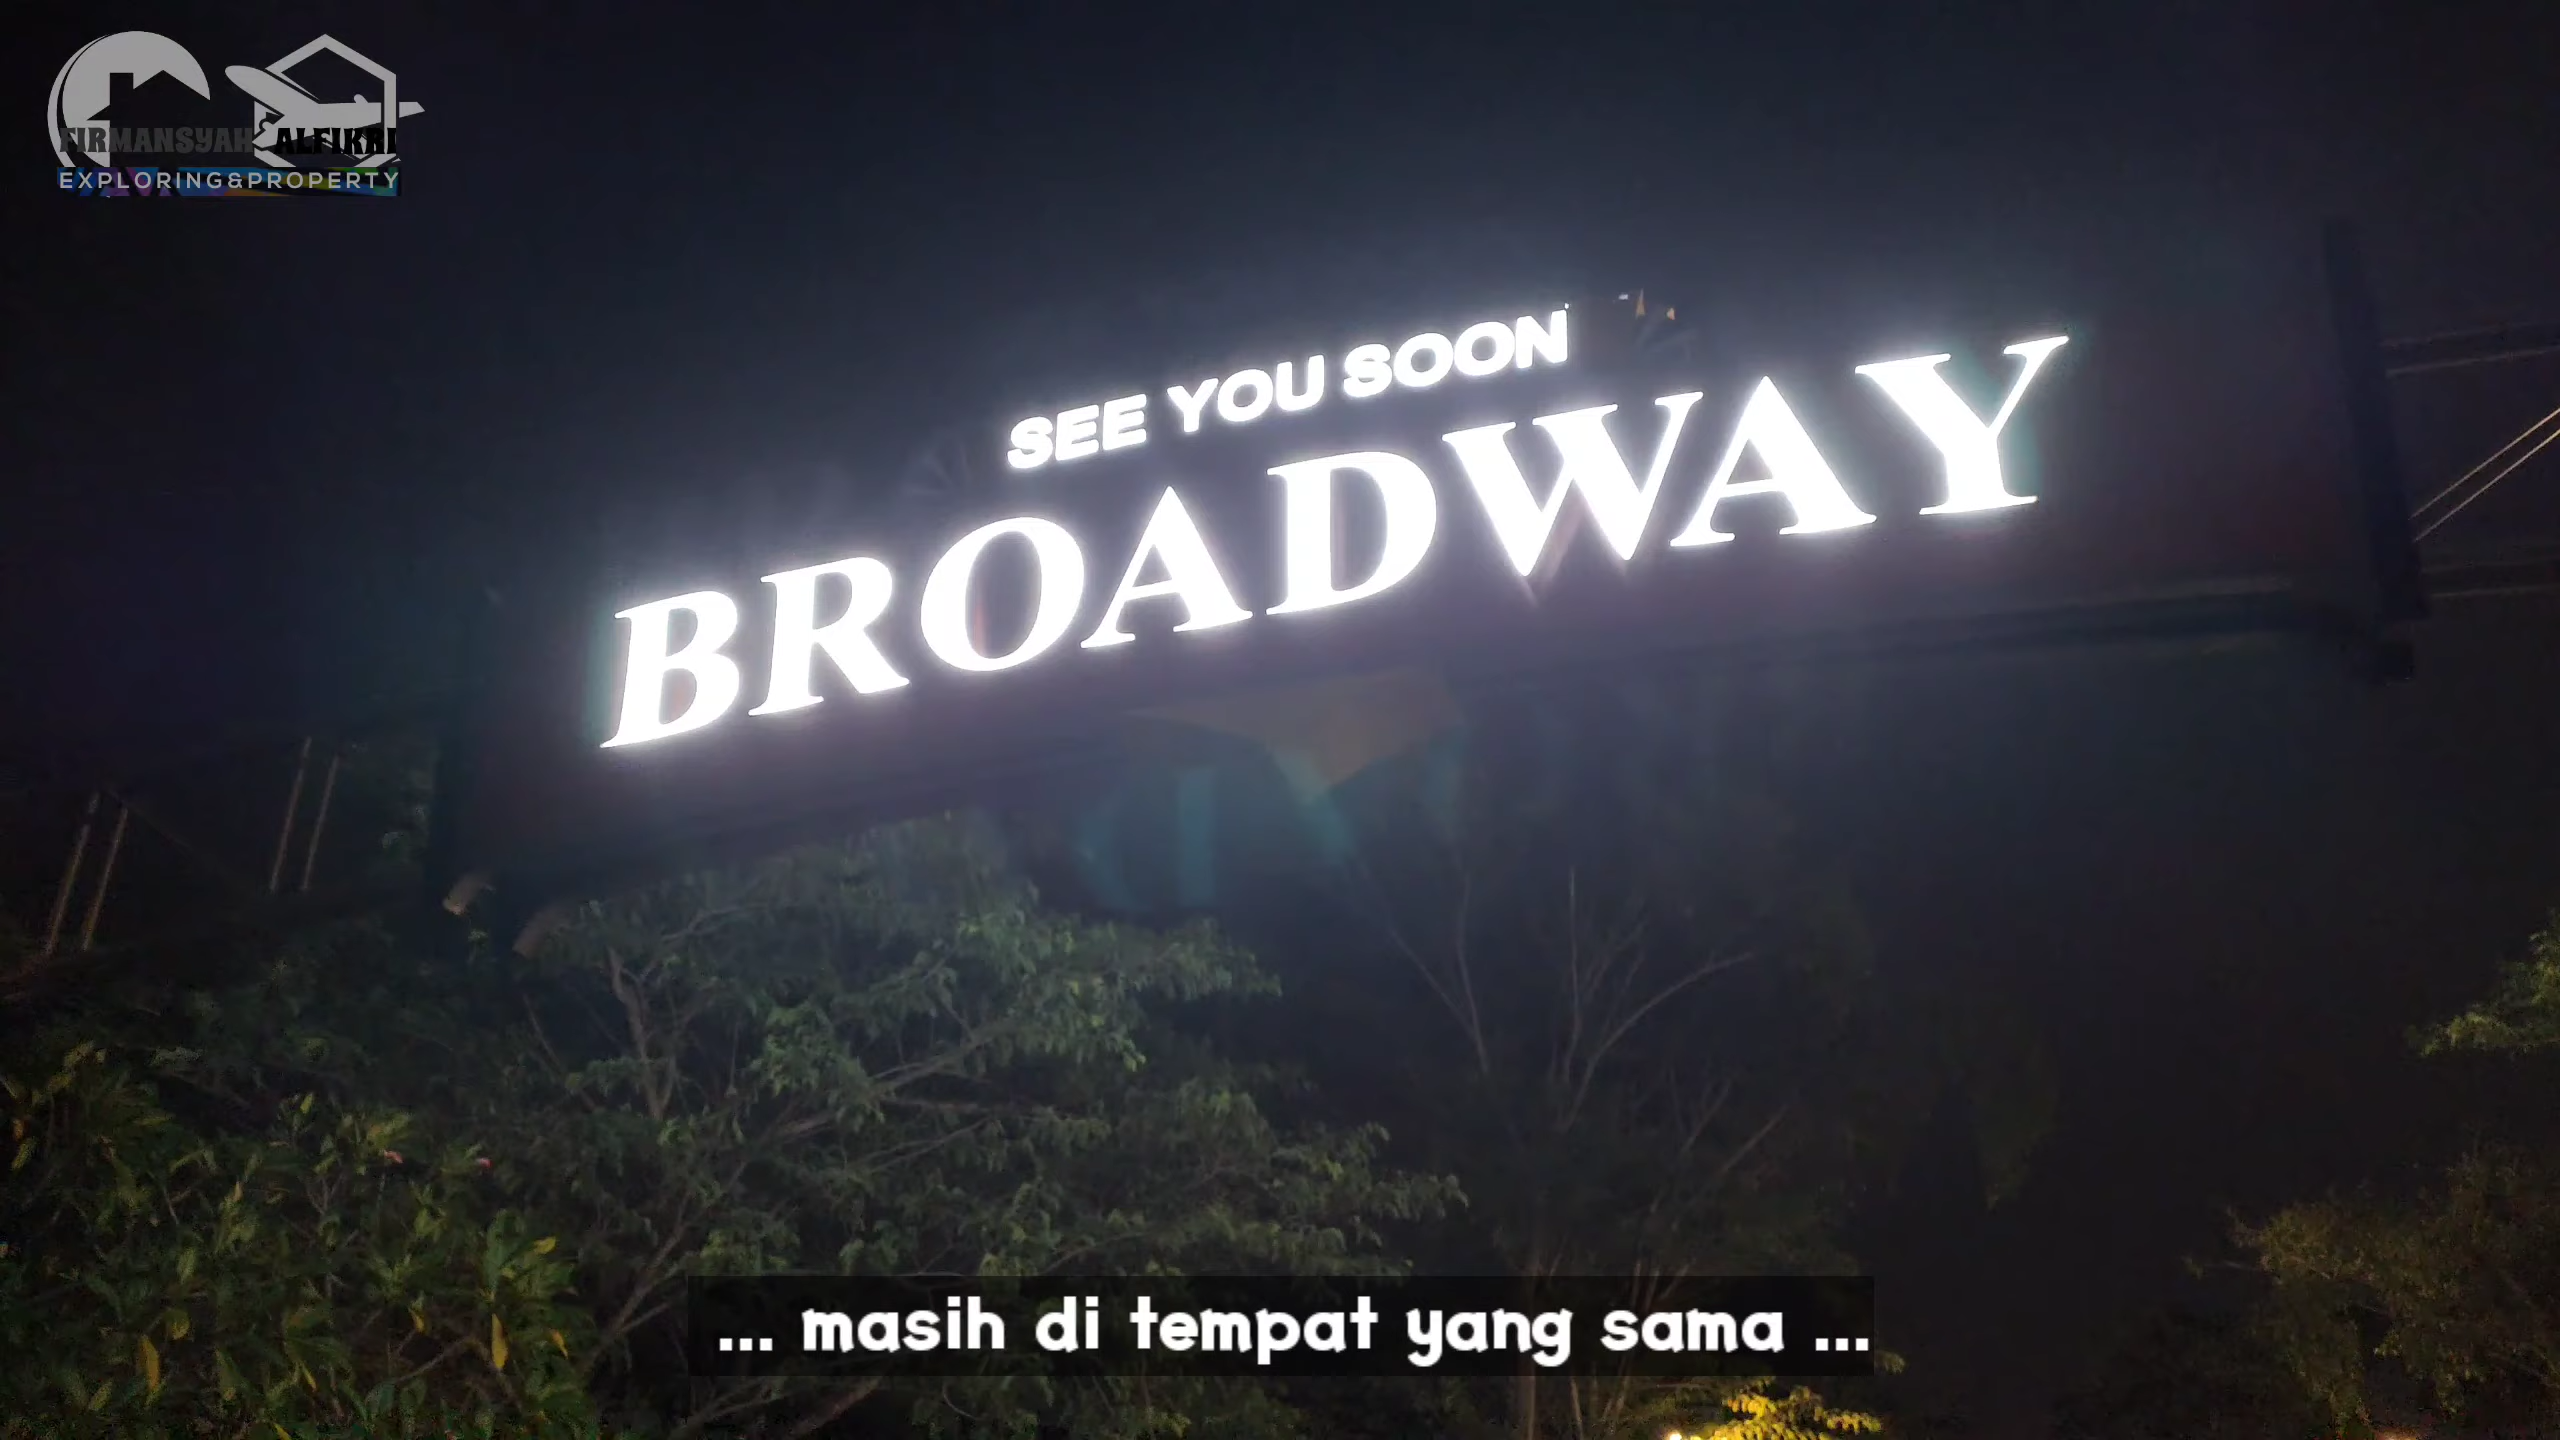 FIRMANSYAH & ALFIKRI
EXPLORING&PROPERTY
SEE YOU SOON
BROADWAY
... masih di tempat yang sama ...